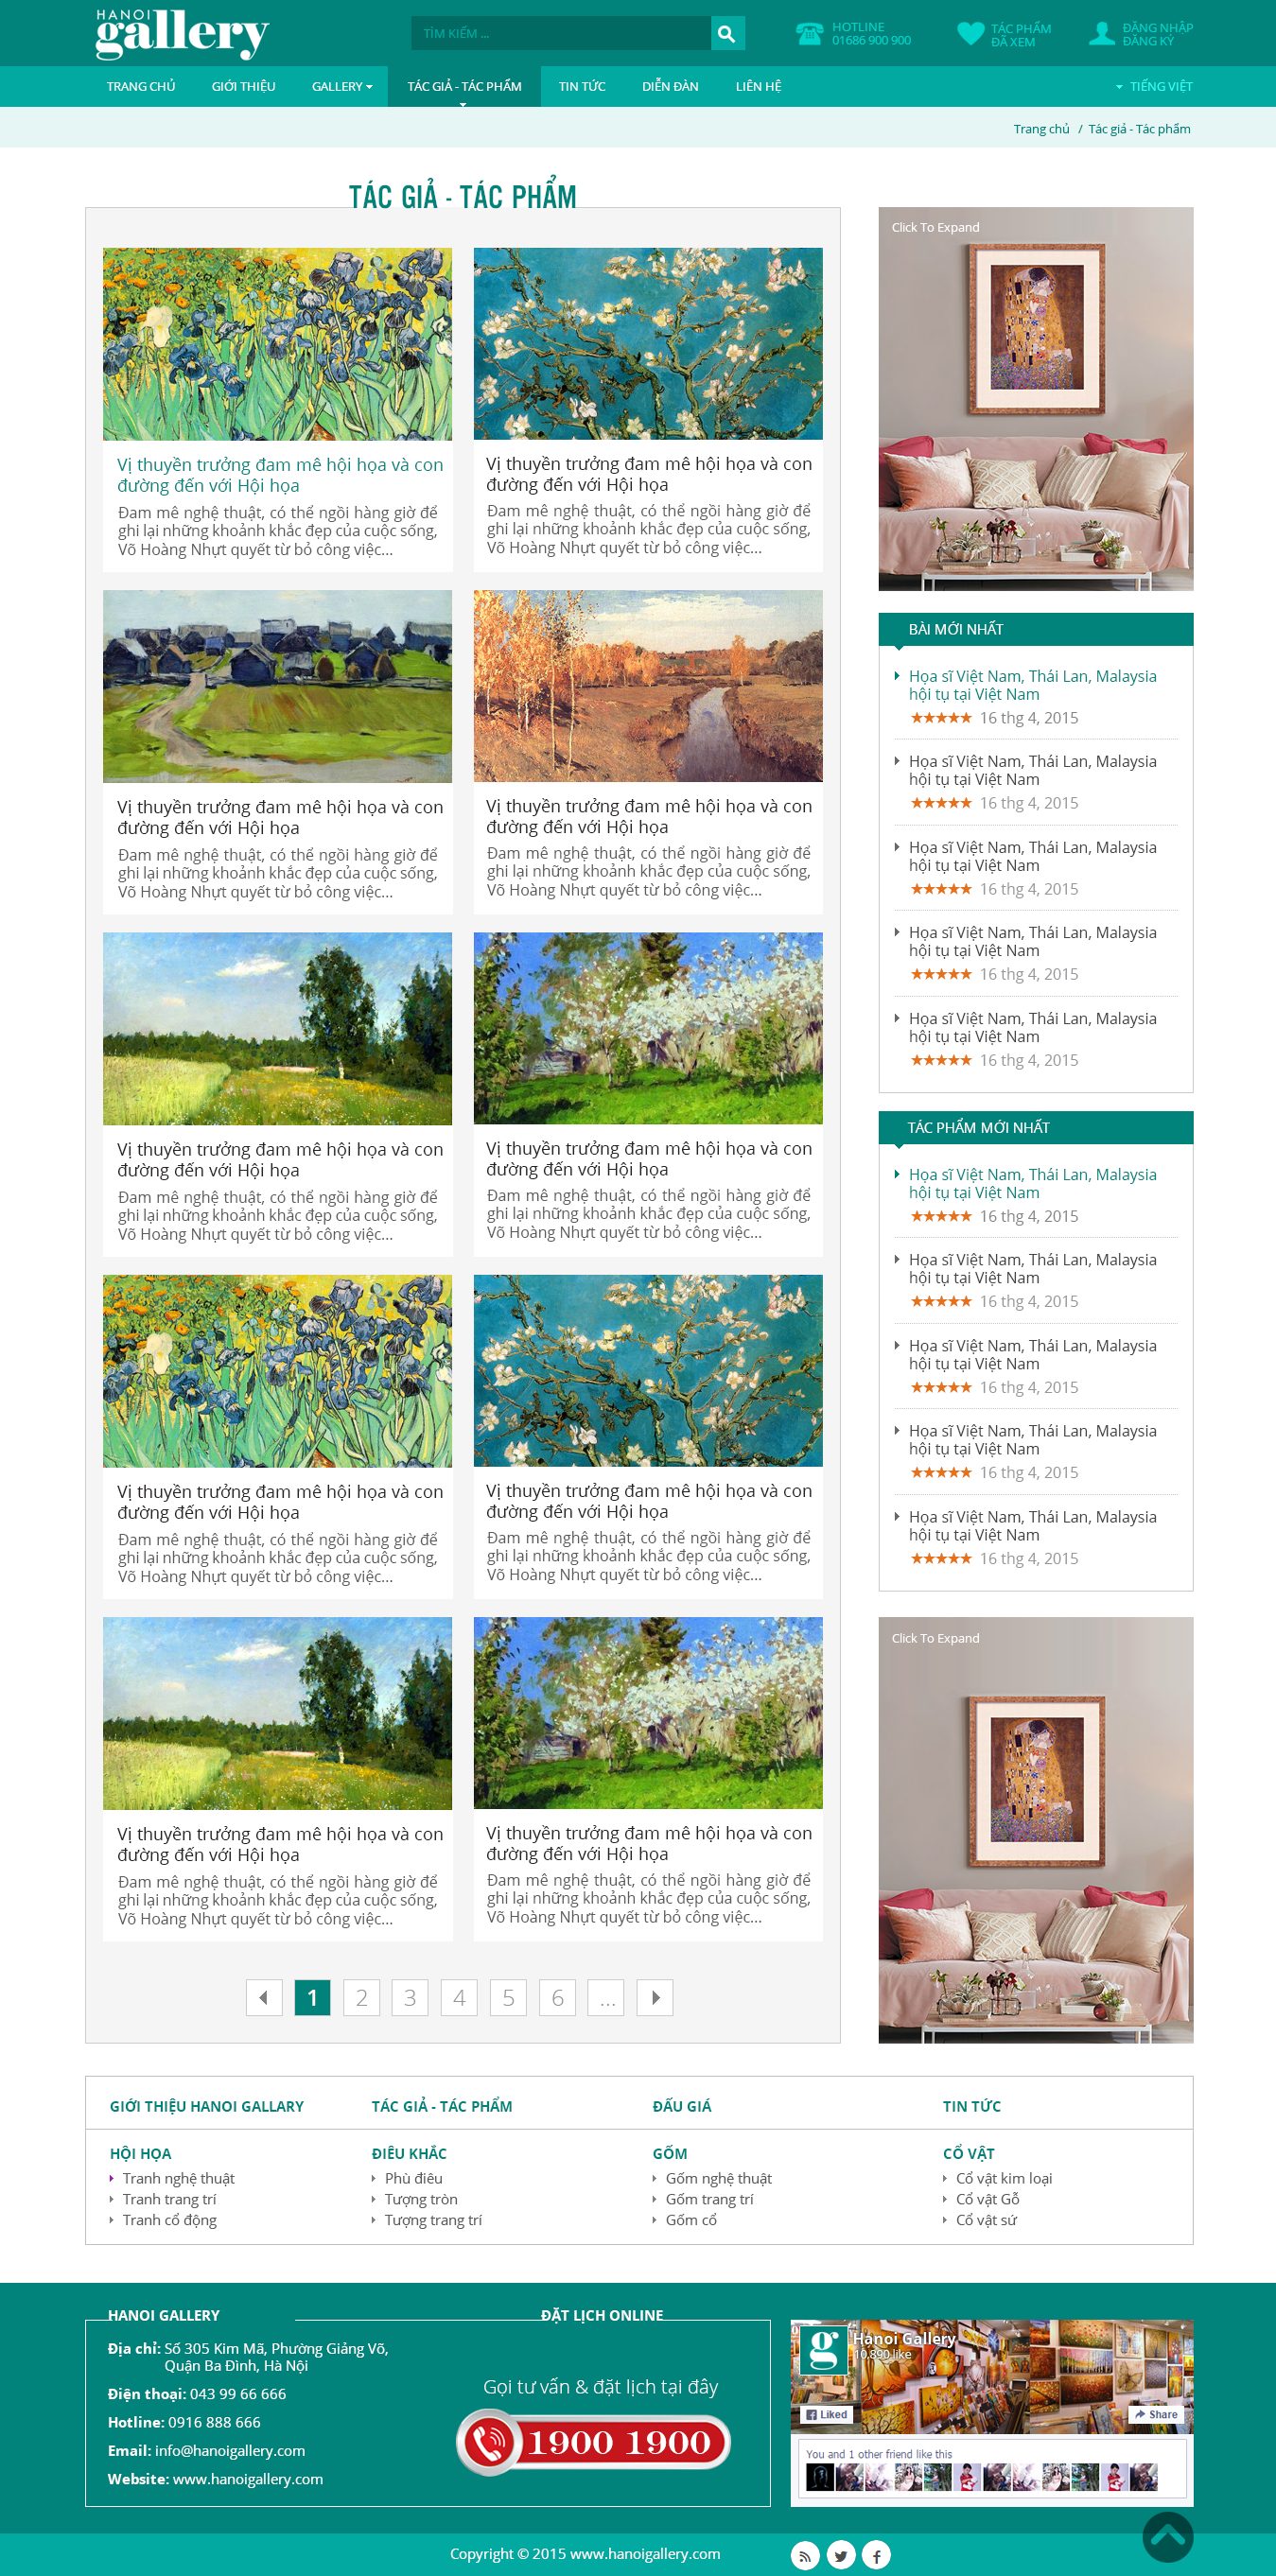 HANOI
gallery
TÌM KIẾM ...
HOTLINE
01686 900 900
TÁC PHẨM
ĐÃ XEM
ĐĂNG NHẬP
ĐĂNG KÝ
TRANG CHỦ
GIỚI THIỆU
GALLERY
TÁC GIẢ - TÁC PHẨM
TIN TỨC
DIỄN ĐÀN
LIÊN HỆ
TIẾNG VIỆT
Trang chủ / Tác giả - Tác phẩm
TÁC GIẢ - TÁC PHẨM
Vị thuyền trưởng đam mê hội họa và con
đường đến với Hội họa
Đam mê nghệ thuật, có thể ngồi hàng giờ để
ghi lại những khoảnh khắc đẹp của cuộc sống,
Võ Hoàng Nhựt quyết từ bỏ công việc...
Vị thuyền trưởng đam mê hội họa và con
đường đến với Hội họa
Đam mê nghệ thuật, có thể ngồi hàng giờ để
ghi lại những khoảnh khắc đẹp của cuộc sống,
Võ Hoàng Nhựt quyết từ bỏ công việc...
Vị thuyền trưởng đam mê hội họa và con
đường đến với Hội họa
Đam mê nghệ thuật, có thể ngồi hàng giờ để
ghi lại những khoảnh khắc đẹp của cuộc sống,
Võ Hoàng Nhựt quyết từ bỏ công việc...
Vị thuyền trưởng đam mê hội họa và con
đường đến với Hội họa
Đam mê nghệ thuật, có thể ngồi hàng giờ để
ghi lại những khoảnh khắc đẹp của cuộc sống,
Võ Hoàng Nhựt quyết từ bỏ công việc...
Vị thuyền trưởng đam mê hội họa và con
đường đến với Hội họa
Đam mê nghệ thuật, có thể ngồi hàng giờ để
ghi lại những khoảnh khắc đẹp của cuộc sống,
Võ Hoàng Nhựt quyết từ bỏ công việc...
Vị thuyền trưởng đam mê hội họa và con
đường đến với Hội họa
Đam mê nghệ thuật, có thể ngồi hàng giờ để
ghi lại những khoảnh khắc đẹp của cuộc sống,
Võ Hoàng Nhựt quyết từ bỏ công việc...
Vị thuyền trưởng đam mê hội họa và con
đường đến với Hội họa
Đam mê nghệ thuật, có thể ngồi hàng giờ để
ghi lại những khoảnh khắc đẹp của cuộc sống,
Võ Hoàng Nhựt quyết từ bỏ công việc...
Vị thuyền trưởng đam mê hội họa và con
đường đến với Hội họa
Đam mê nghệ thuật, có thể ngồi hàng giờ để
ghi lại những khoảnh khắc đẹp của cuộc sống,
Võ Hoàng Nhựt quyết từ bỏ công việc...
Vị thuyền trưởng đam mê hội họa và con
đường đến với Hội họa
Đam mê nghệ thuật, có thể ngồi hàng giờ để
ghi lại những khoảnh khắc đẹp của cuộc sống,
Võ Hoàng Nhựt quyết từ bỏ công việc...
Vị thuyền trưởng đam mê hội họa và con
đường đến với Hội họa
Đam mê nghệ thuật, có thể ngồi hàng giờ để
ghi lại những khoảnh khắc đẹp của cuộc sống,
Võ Hoàng Nhựt quyết từ bỏ công việc...
1 2 3 4 5 6 ...
Click To Expand
BÀI MỚI NHẤT
Họa sĩ Việt Nam, Thái Lan, Malaysia
hội tụ tại Việt Nam
16 thg 4, 2015
Họa sĩ Việt Nam, Thái Lan, Malaysia
hội tụ tại Việt Nam
16 thg 4, 2015
Họa sĩ Việt Nam, Thái Lan, Malaysia
hội tụ tại Việt Nam
16 thg 4, 2015
Họa sĩ Việt Nam, Thái Lan, Malaysia
hội tụ tại Việt Nam
16 thg 4, 2015
Họa sĩ Việt Nam, Thái Lan, Malaysia
hội tụ tại Việt Nam
16 thg 4, 2015
TÁC PHẨM MỚI NHẤT
Họa sĩ Việt Nam, Thái Lan, Malaysia
hội tụ tại Việt Nam
16 thg 4, 2015
Họa sĩ Việt Nam, Thái Lan, Malaysia
hội tụ tại Việt Nam
16 thg 4, 2015
Họa sĩ Việt Nam, Thái Lan, Malaysia
hội tụ tại Việt Nam
16 thg 4, 2015
Họa sĩ Việt Nam, Thái Lan, Malaysia
hội tụ tại Việt Nam
16 thg 4, 2015
Họa sĩ Việt Nam, Thái Lan, Malaysia
hội tụ tại Việt Nam
16 thg 4, 2015
Click To Expand
GIỚI THIỆU HANOI GALLARY
TÁC GIẢ - TÁC PHẨM
ĐẤU GIÁ
TIN TỨC
HỘI HỌA
Tranh nghệ thuật
Tranh trang trí
Tranh cổ động
ĐIÊU KHẮC
Phù điêu
Tượng tròn
Tượng trang trí
GỐM
Gốm nghệ thuật
Gốm trang trí
Gốm cổ
CỔ VẬT
Cổ vật kim loại
Cổ vật Gỗ
Cổ vật sứ
HANOI GALLERY
Địa chỉ: Số 305 Kim Mã, Phường Giảng Võ,
Quận Ba Đình, Hà Nội
Điện thoại: 043 99 66 666
Hotline: 0916 888 666
Email: info@hanoigallery.com
Website: www.hanoigallery.com
ĐẶT LỊCH ONLINE
Gọi tư vấn & đặt lịch tại đây
1900 1900
g
Hanoi Gallery
10.890 like
Liked
Share
You and 1 other friend like this
Copyright © 2015 www.hanoigallery.com